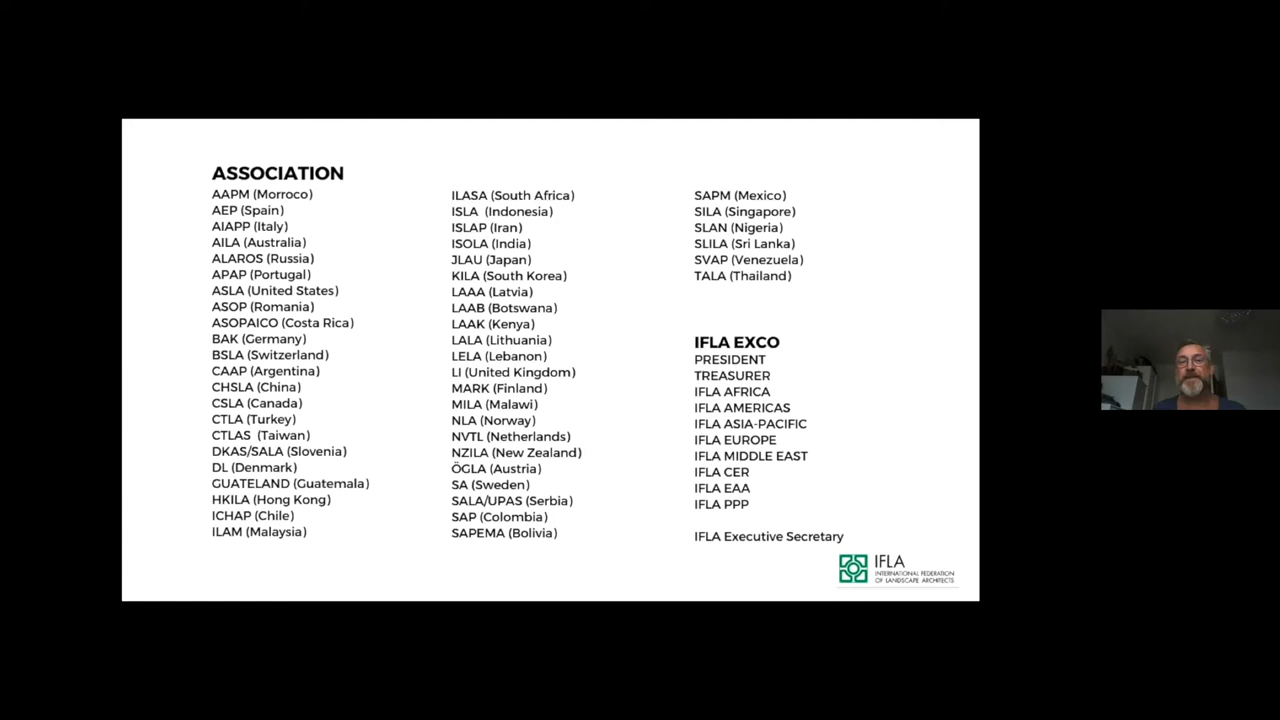 ASSOCIATION
AAPM (Morroco)
AEP (Spain)
AIAPP (Italy)
AILA (Australia)
ALAROS (Russia)
APAP (Portugal)
ASLA (United States)
ASOP (Romania)
ASOPAICO (Costa Rica)
BAK (Germany)
BSLA (Switzerland)
CAAP (Argentina)
CHSLA (China)
CSLA (Canada)
CTLA (Turkey)
CTLAS (Taiwan)
DKAS/SALA (Slovenia)
DL (Denmark)
GUATELAND (Guatemala)
HKILA (Hong Kong)
ICHAP (Chile)
ILAM (Malaysia)
ILASA (South Africa)
ISLA (Indonesia)
ISLAP (Iran)
ISOLA (India)
JLAU (Japan)
KILA (South Korea)
LAAA (Latvia)
LAAB (Botswana)
LAAK (Kenya)
LALA (Lithuania)
LELA (Lebanon)
LI (United Kingdom)
MARK (Finland)
MILA (Malawi)
NLA (Norway)
NVTL (Netherlands)
NZILA (New Zealand)
ÖGLA (Austria)
SA (Sweden)
SALA/UPAS (Serbia)
SAP (Colombia)
SAPEMA (Bolivia)
SAPM (Mexico)
SILA (Singapore)
SLAN (Nigeria)
SLILA (Sri Lanka)
SVAP (Venezuela)
TALA (Thailand)
IFLA EXCO
PRESIDENT
TREASURER
IFLA AFRICA
IFLA AMERICAS
IFLA ASIA-PACIFIC
IFLA EUROPE
IFLA MIDDLE EAST
IFLA CER
IFLA EAA
IFLA PPP
IFLA Executive Secretary
IFLA
INTERNATIONAL FEDERATION
OF LANDSCAPE ARCHITECTS